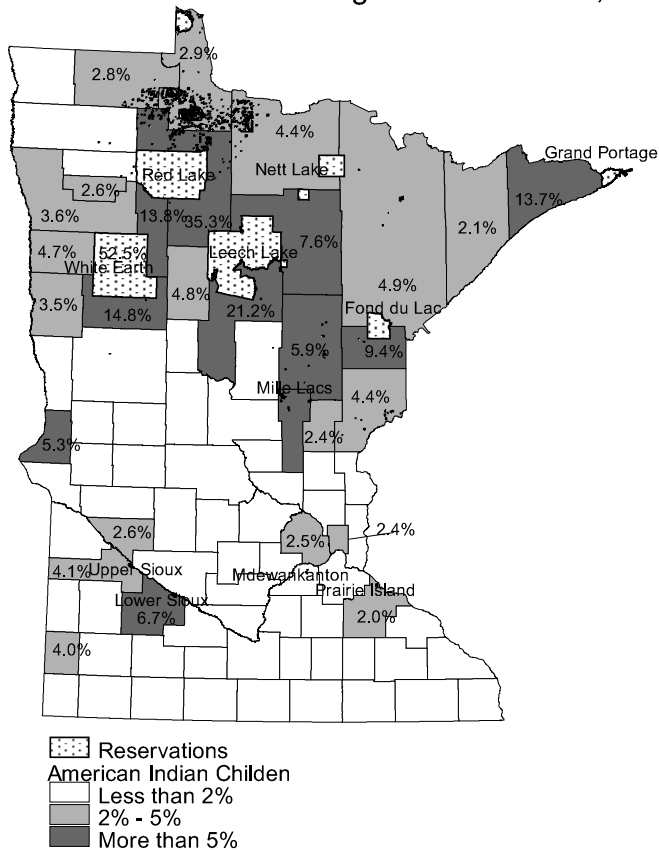 2.9%
2.8%
4.4%
Grand Portage
Nett Lake
Red Lake
2.6%
13.7%
3.6%
13.8%
35.3%
2.1%
7.6%
4.7%
52.5%
Leech Lake
White Earth
4.9%
4.8%
3.5%
14.8%
21.2%
Fond du Lac
5.9%
9.4%
Mille Lacs
4.4%
5.3%
2.4%
2.6%
2.5%
2.4%
4.1%
Upper Sioux
Mdewankanton
Prairie Island
Lower Sioux
6.7%
2.0%
4.0%
Reservations
American Indian Childen
Less than 2%
2% - 5%
More than 5%